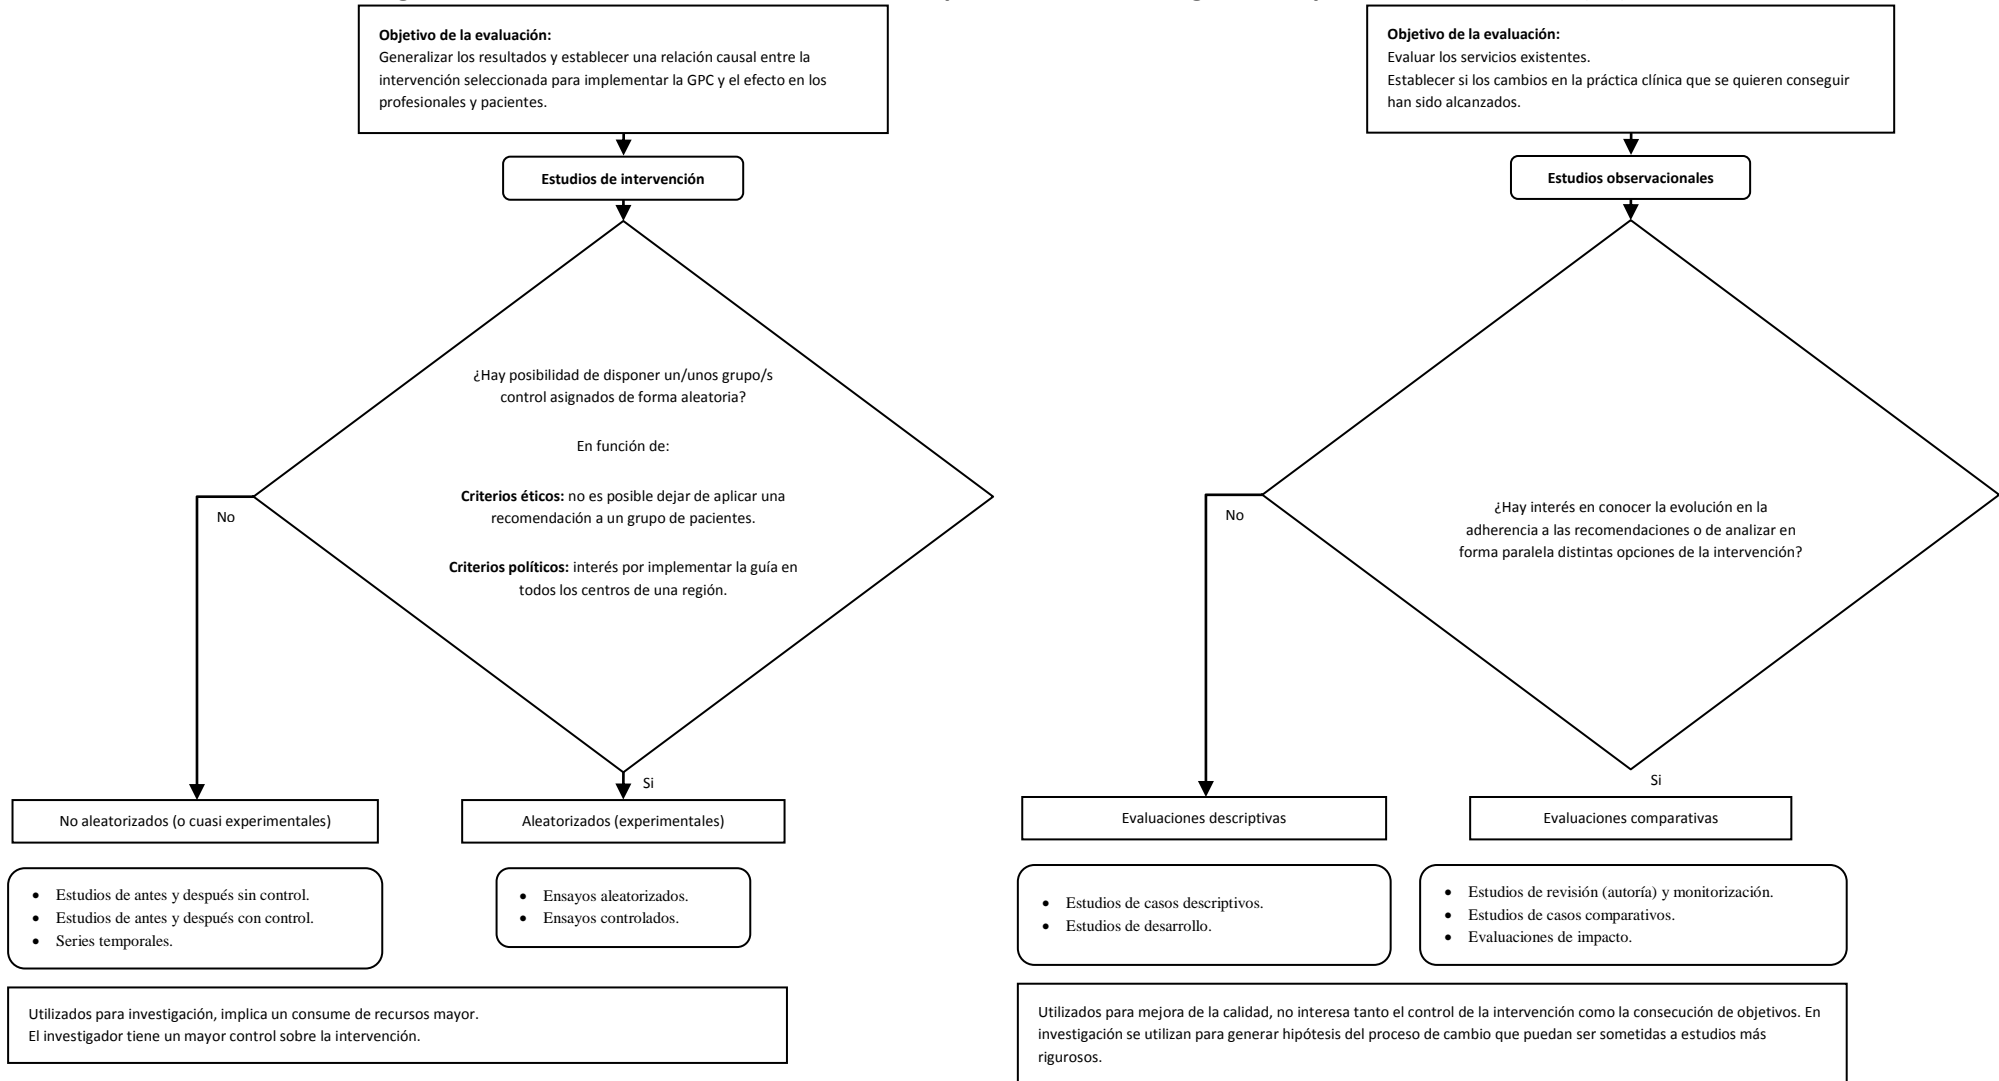 Objetivo de la evaluación:
Generalizar los resultados y establecer una relación causal entre la
intervención seleccionada para implementar la GPC y el efecto en los
profesionales y pacientes.
Estudios de intervención
¿Hay posibilidad de disponer un/unos grupo/s
control asignados de forma aleatoria?
En función de:
Criterios éticos: no es posible dejar de aplicar una
recomendación a un grupo de pacientes.
Criterios políticos: interés por implementar la guía en
todos los centros de una región.
No
Si
No aleatorizados (o cuasi experimentales)
Aleatorizados (experimentales)
• Estudios de antes y después sin control.
• Estudios de antes y después con control.
• Series temporales.
• Ensayos aleatorizados.
• Ensayos controlados.
Utilizados para investigación, implica un consume de recursos mayor.
El investigador tiene un mayor control sobre la intervención.
Objetivo de la evaluación:
Evaluar los servicios existentes.
Establecer si los cambios en la práctica clínica que se quieren conseguir
han sido alcanzados.
Estudios observacionales
¿Hay interés en conocer la evolución en la
adherencia a las recomendaciones o de analizar en
forma paralela distintas opciones de la intervención?
No
Si
Evaluaciones descriptivas
Evaluaciones comparativas
• Estudios de casos descriptivos.
• Estudios de desarrollo.
• Estudios de revisión (autoría) y monitorización.
• Estudios de casos comparativos.
• Evaluaciones de impacto.
Utilizados para mejora de la calidad, no interesa tanto el control de la intervención como la consecución de objetivos. En
investigación se utilizan para generar hipótesis del proceso de cambio que puedan ser sometidas a estudios más
rigurosos.